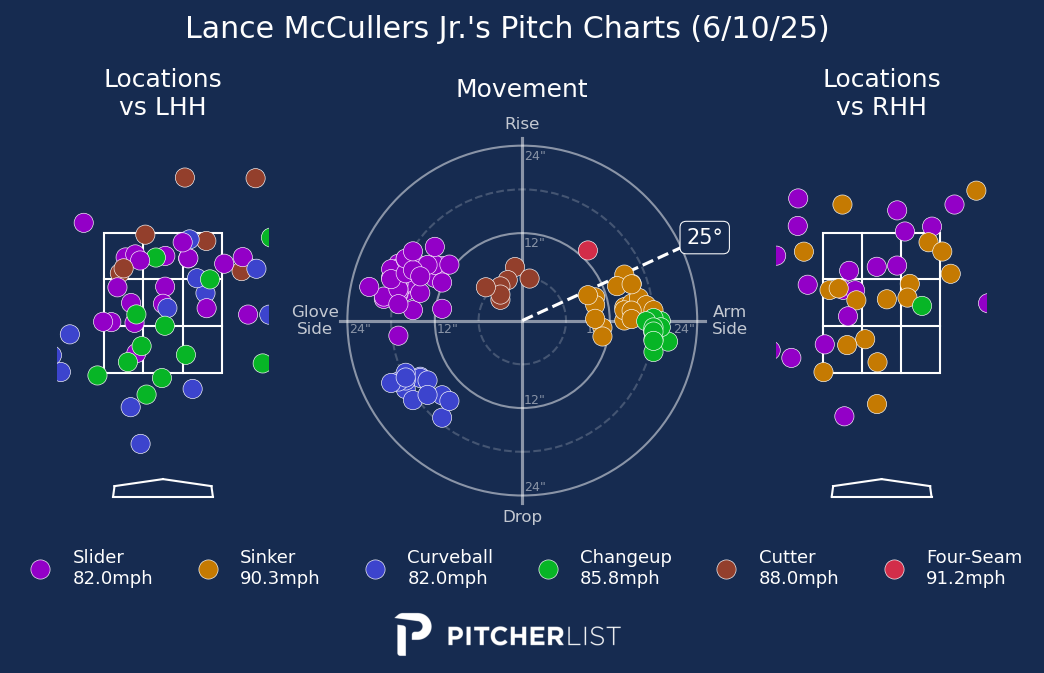 Lance McCullers Jr.'s Pitch Charts (6/10/25)
Locations
vs LHH
Movement
Locations
vs RHH
Rise
24"
12"
25°
Glove
Side
24"
12"
24"
Arm
Side
12"
24"
Drop
Slider
82.0mph
Sinker
90.3mph
Curveball
82.0mph
Changeup
85.8mph
Cutter
88.0mph
Four-Seam
91.2mph
PITCHERLIST